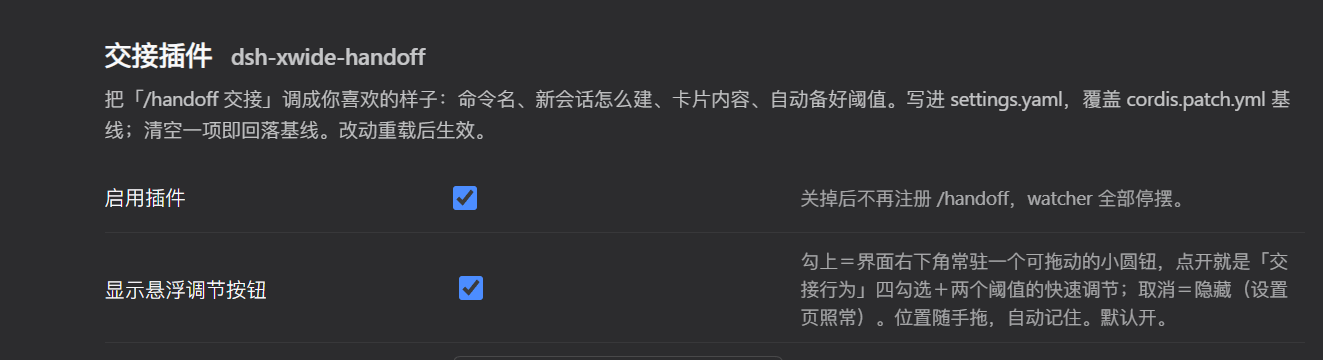 交接插件 dsh-xwide-handoff
把「/handoff 交接」调成你喜欢的样子：命令名、新会话怎么建、卡片内容、自动备好阈值。写进 settings.yaml，覆盖 cordis.patch.yml 基
线；清空一项即回落基线。改动重载后生效。
启用插件
关掉后不再注册 /handoff，watcher 全部停摆。
显示悬浮调节按钮
勾上＝界面右下角常驻一个可拖动的小圆钮，点开就是「交
接行为」四勾选＋两个阈值的快速调节；取消＝隐藏（设置
页照常）。位置随手拖，自动记住。默认开。